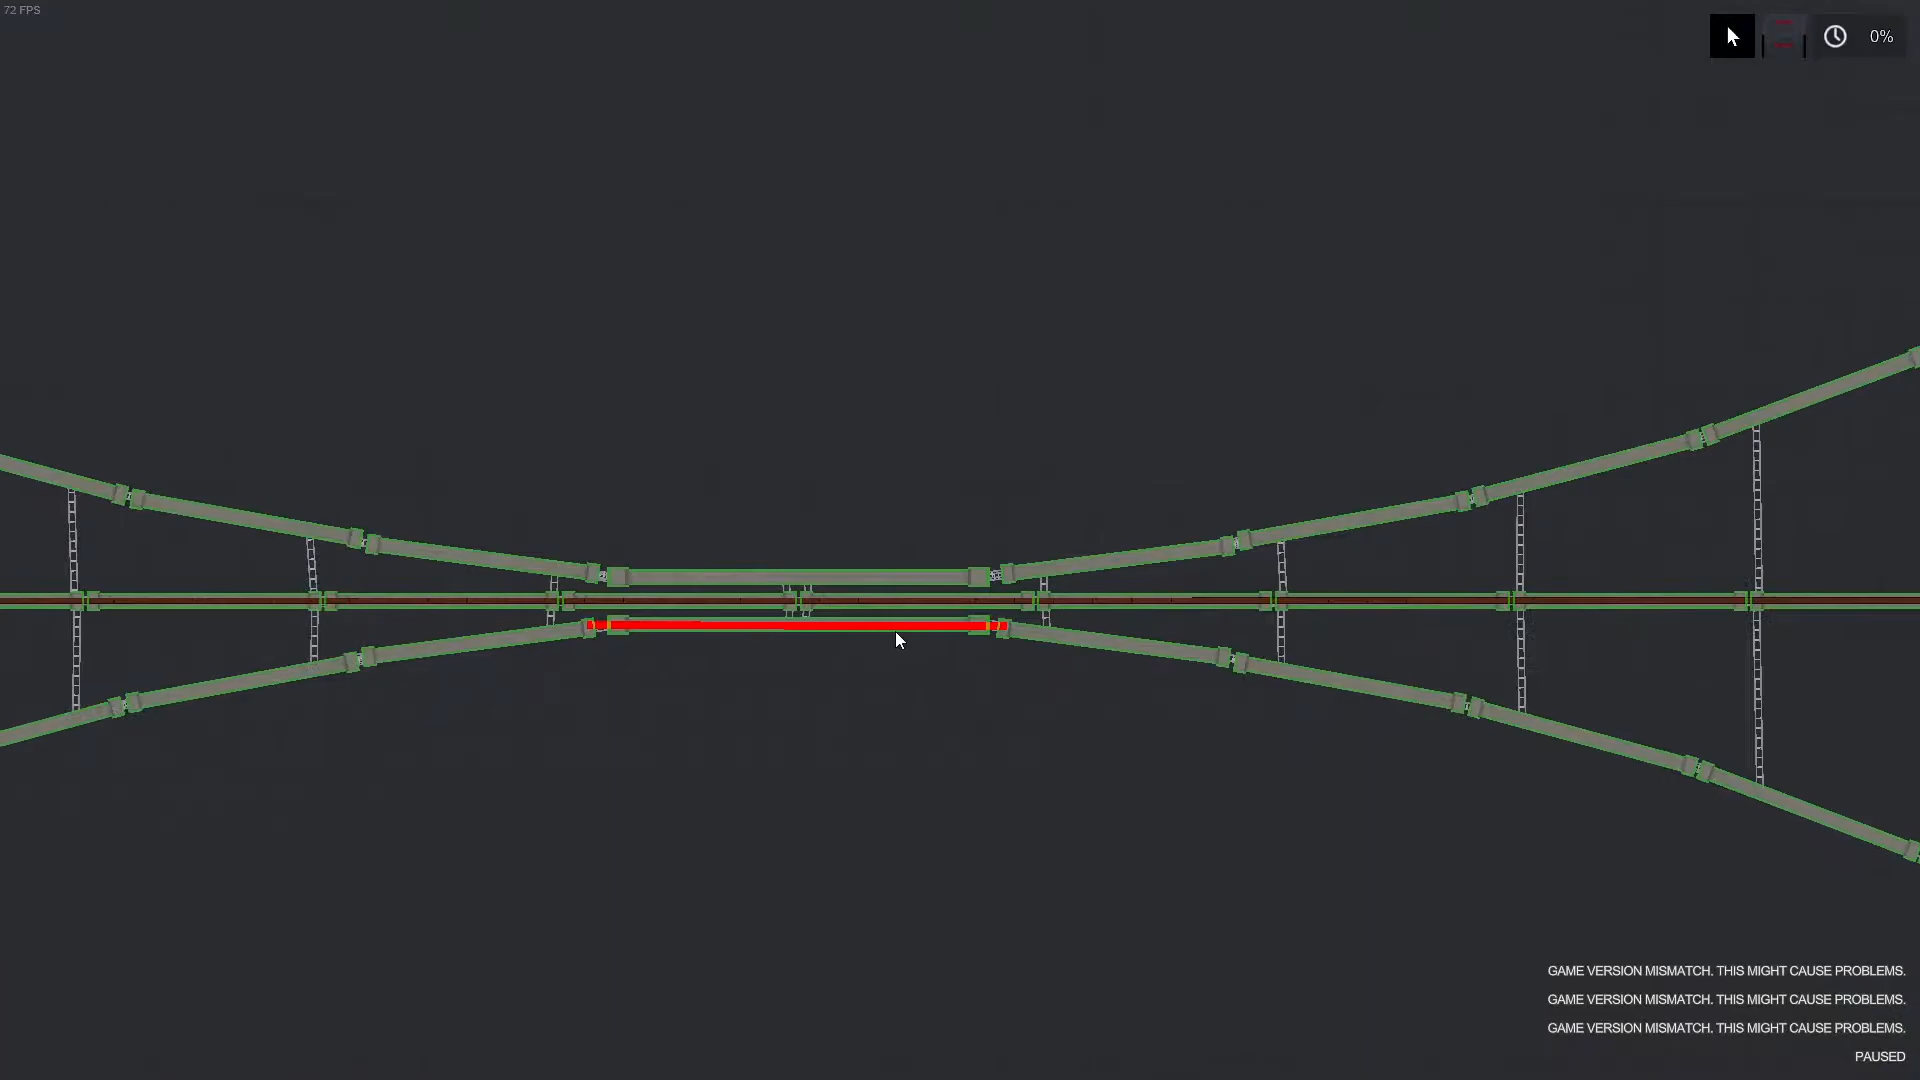 72 FPS
0%
GAME VERSION MISMATCH. THIS MIGHT CAUSE PROBLEMS.
GAME VERSION MISMATCH. THIS MIGHT CAUSE PROBLEMS.
GAME VERSION MISMATCH. THIS MIGHT CAUSE PROBLEMS.
PAUSED